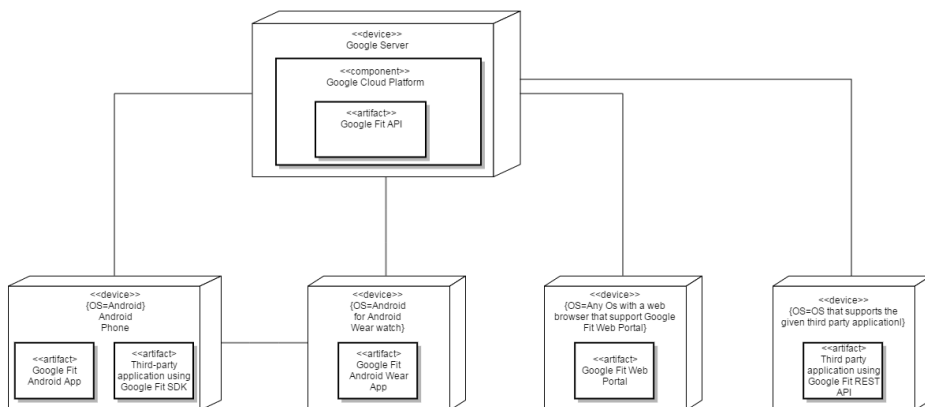 <<device>>
Google Server
<<component>>
Google Cloud Platform
<<artifact>>
Google Fit API
<<device>>
{OS=Android}
Android
Phone
<<artifact>>
Google Fit
Android App
<<artifact>>
Third-party
application using
Google Fit SDK
<<device>>
{OS=Android
for Android
Wear watch}
<<artifact>>
Google Fit
Android Wear
App
<<device>>
{OS=Any Os with a web
browser that support Google
Fit Web Portal}
<<artifact>>
Google Fit Web
Portal
<<device>>
{OS=OS that supports the
given third party application!}
<<artifact>>
Third party
application using
Google Fit REST
API